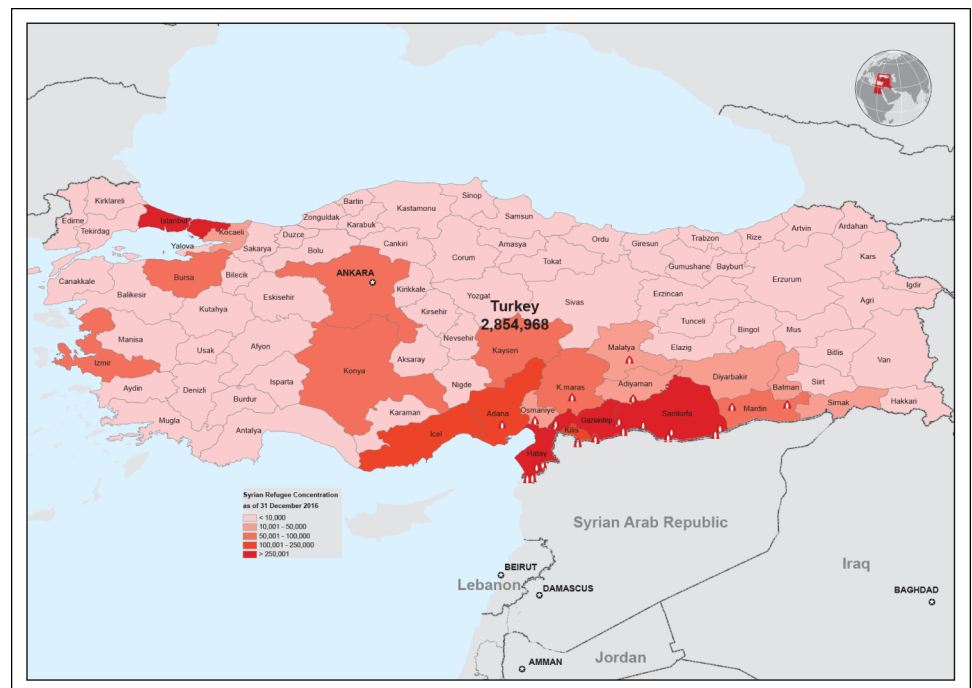 Kirklareli
Edirne
Tekirdag
Istanbul
Kocaeli
Yalova
Sakarya
Duzce
Zonguldak
Bartin
Karabuk
Kastamonu
Sinop
Samsun
Bolu
Cankiri
Corum
Amasya
Tokat
Ordu
Giresun
Trabzon
Rize
Artvin
Ardahan
Kars
Gumushane
Bayburt
Erzurum
Igdir
Agri
Canakkale
Balikesir
Bursa
Bilecik
Eskisehir
ANKARA
Kirikkale
Yozgat
Sivas
Erzincan
Kutahya
Kirsehir
Turkey
2,854,968
Tunceli
Bingol
Mus
Manisa
Usak
Afyon
Nevsehir
Kayseri
Malatya
Elazig
Bitlis
Van
Izmir
Konya
Aksaray
Nigde
K.maras
Adiyaman
Diyarbakir
Batman
Siirt
Aydin
Denizli
Isparta
Burdur
Karaman
Adana
Osmaniye
Gaziantep
Sanliurfa
Mardin
Sirnak
Hakkari
Mugla
Antalya
Icel
Kilis
Hatay
Syrian Refugee Concentration
as of 31 December 2016
< 10,000
10,001 - 50,000
50,001 - 100,000
100,001 - 250,000
> 250,001
Syrian Arab Republic
Iraq
BEIRUT
Lebanon
DAMASCUS
BAGHDAD
AMMAN
Jordan